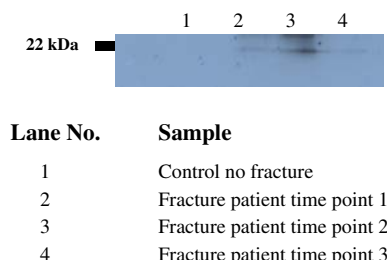 1 2 3 4
22 kDa
Lane No. Sample
1 Control no fracture
2 Fracture patient time point 1
3 Fracture patient time point 2
4 Fracture patient time point 3